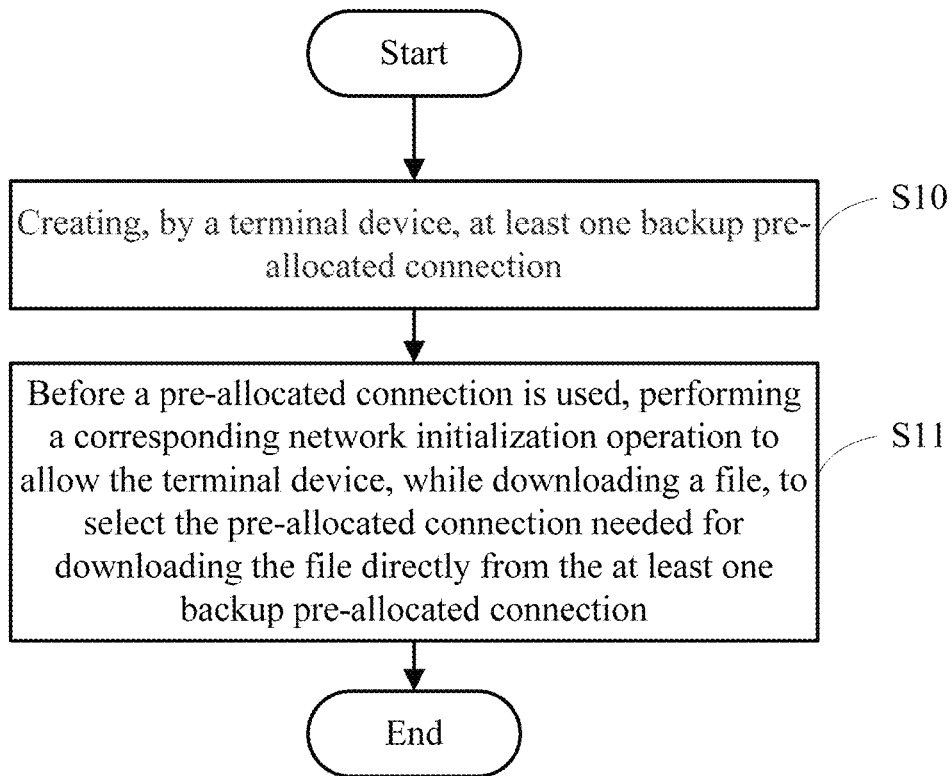 Start
Creating, by a terminal device, at least one backup pre-
allocated connection
S10
Before a pre-allocated connection is used, performing
a corresponding network initialization operation to
allow the terminal device, while downloading a file, to
select the pre-allocated connection needed for
downloading the file directly from the at least one
backup pre-allocated connection
S11
End